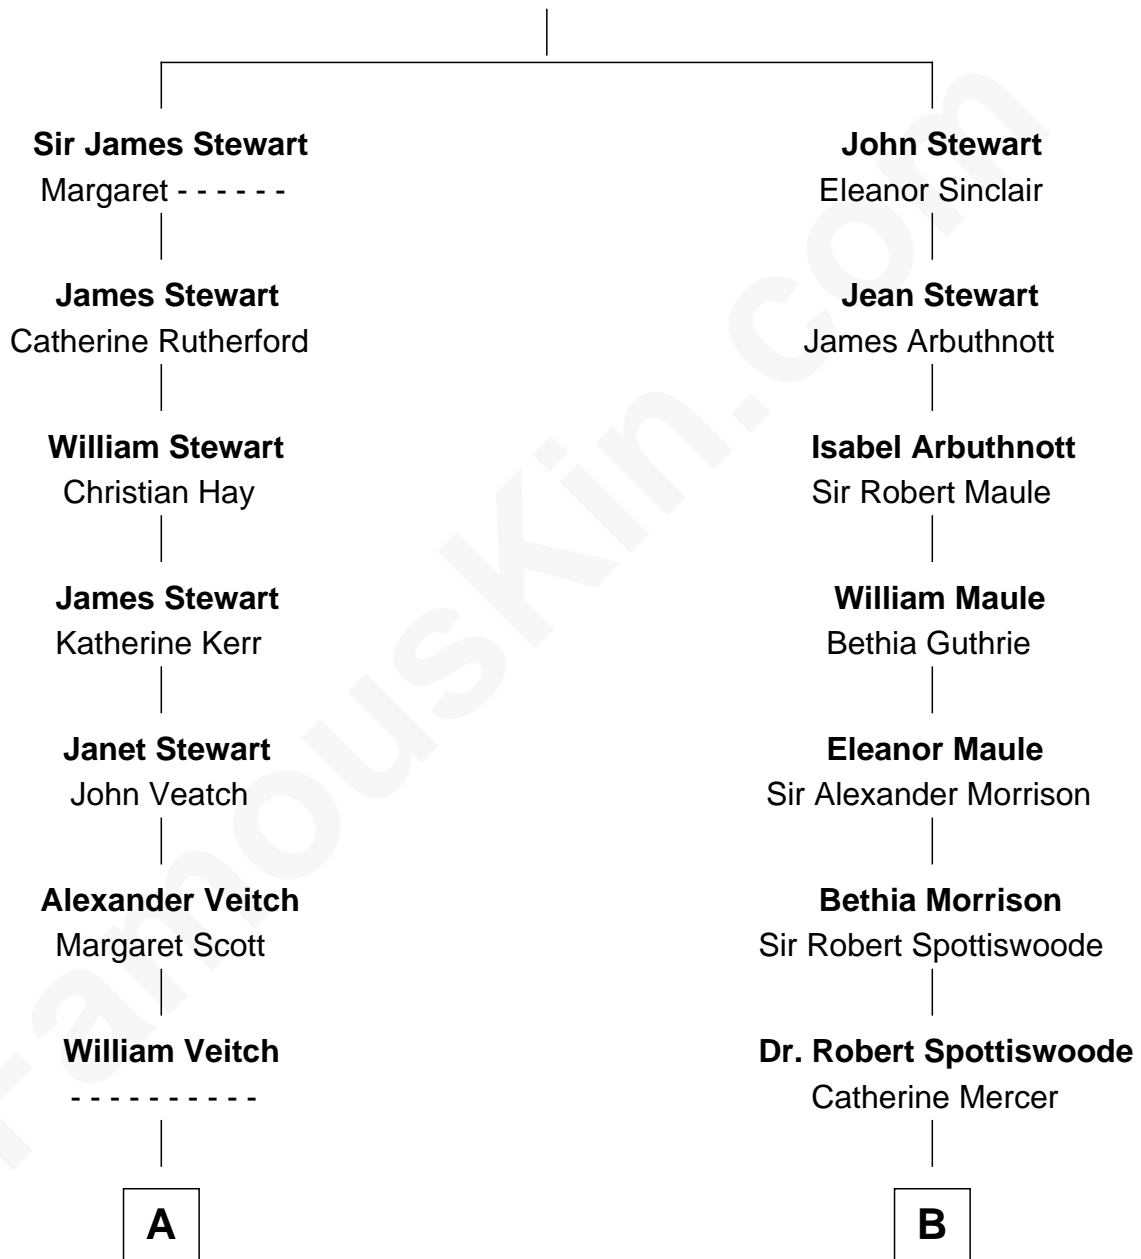 Sir James Stewart
Margaret - - - - - -
James Stewart
Catherine Rutherford
William Stewart
Christian Hay
James Stewart
Katherine Kerr
Janet Stewart
John Veatch
Alexander Veitch
Margaret Scott
William Veitch
- - - - - - - - - -
A
John Stewart
Eleanor Sinclair
Jean Stewart
James Arbuthnott
Isabel Arbuthnott
Sir Robert Maule
William Maule
Bethia Guthrie
Eleanor Maule
Sir Alexander Morrison
Bethia Morrison
Sir Robert Spottiswoode
Dr. Robert Spottiswoode
Catherine Mercer
B
FamousKin.com